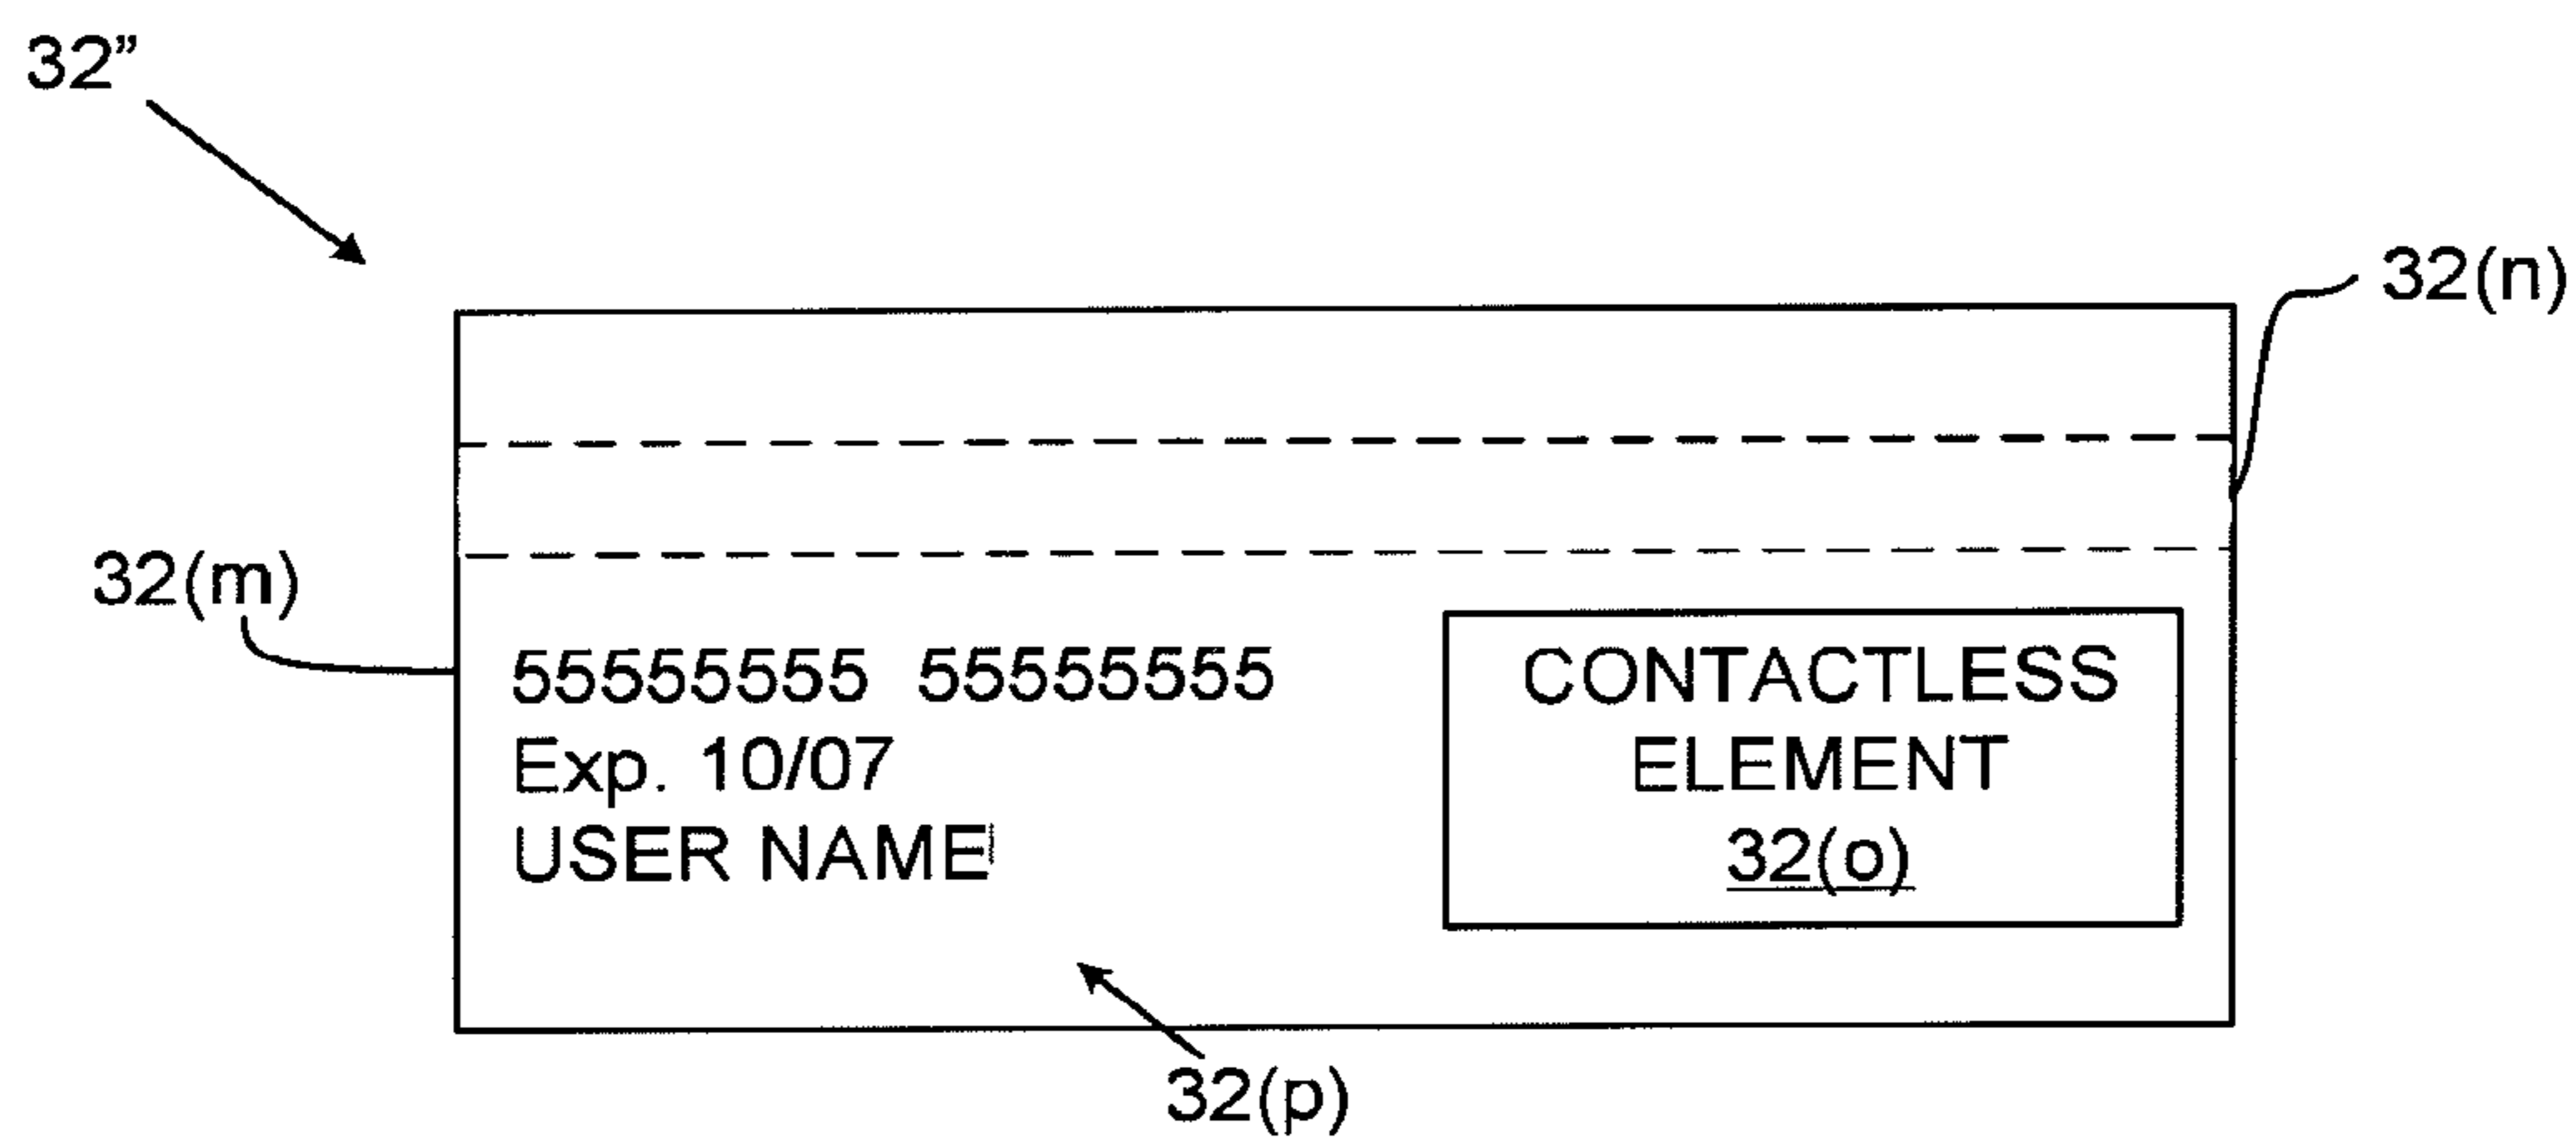 32”
32(n)
32(m)
55555555 55555555
Exp. 10/07
USER NAME
CONTACTLESS
ELEMENT
32(o)
32(p)